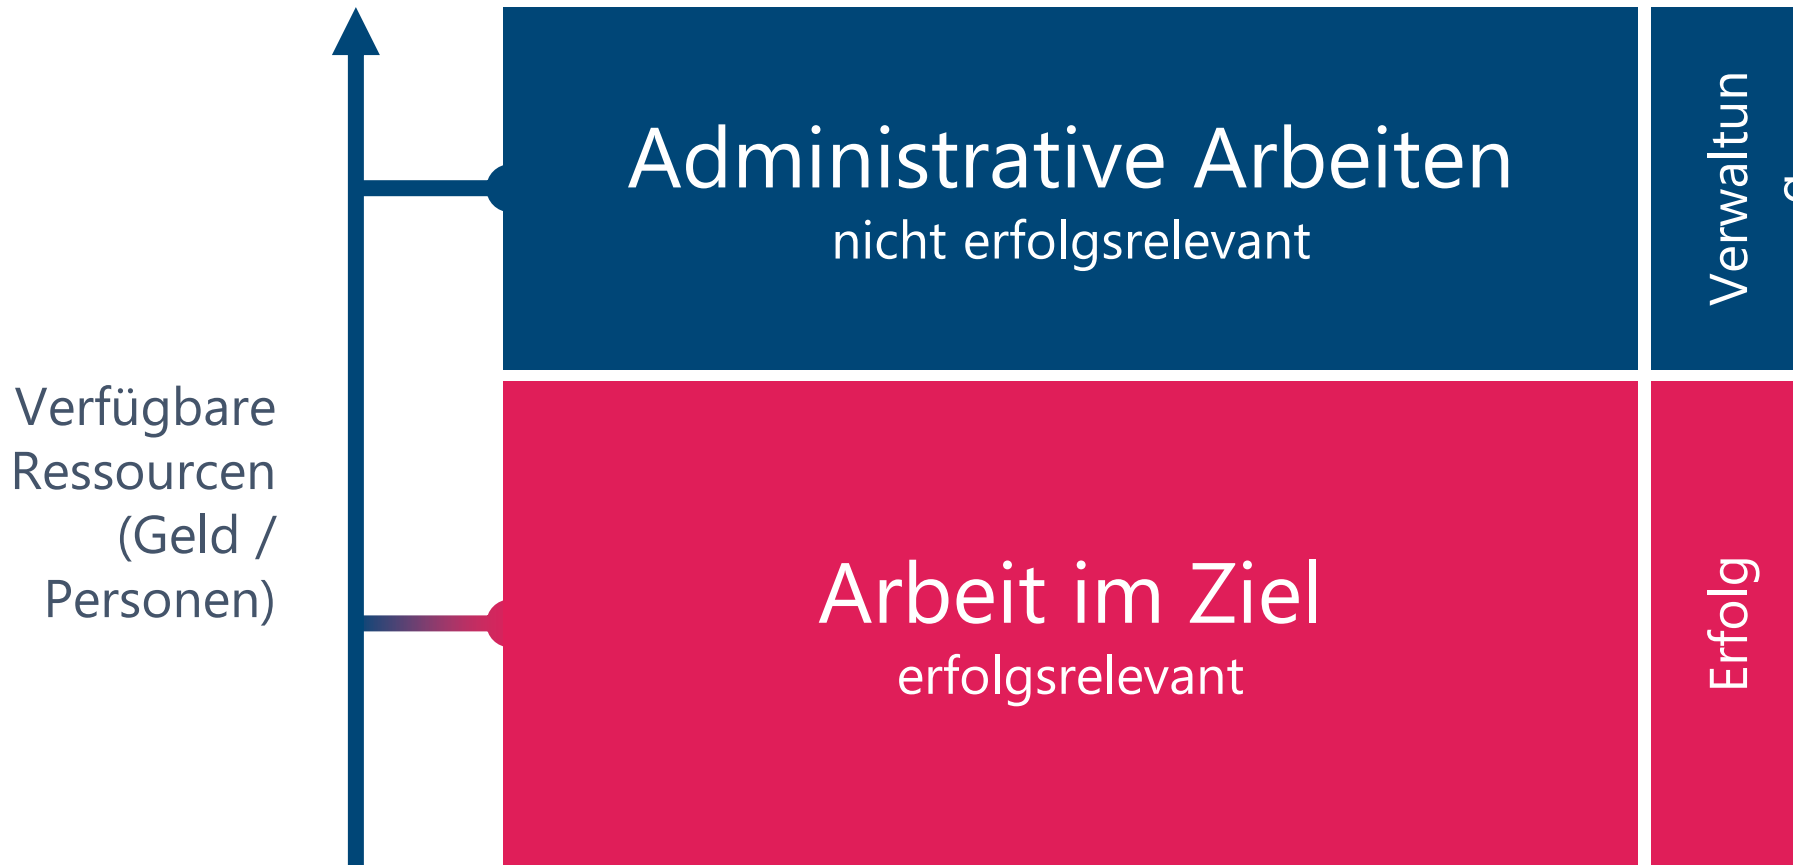 Administrative Arbeiten
nicht erfolgsrelevant
Verwaltun
Verfügbare
Ressourcen
(Geld /
Personen)
Arbeit im Ziel
erfolgsrelevant
Erfolg